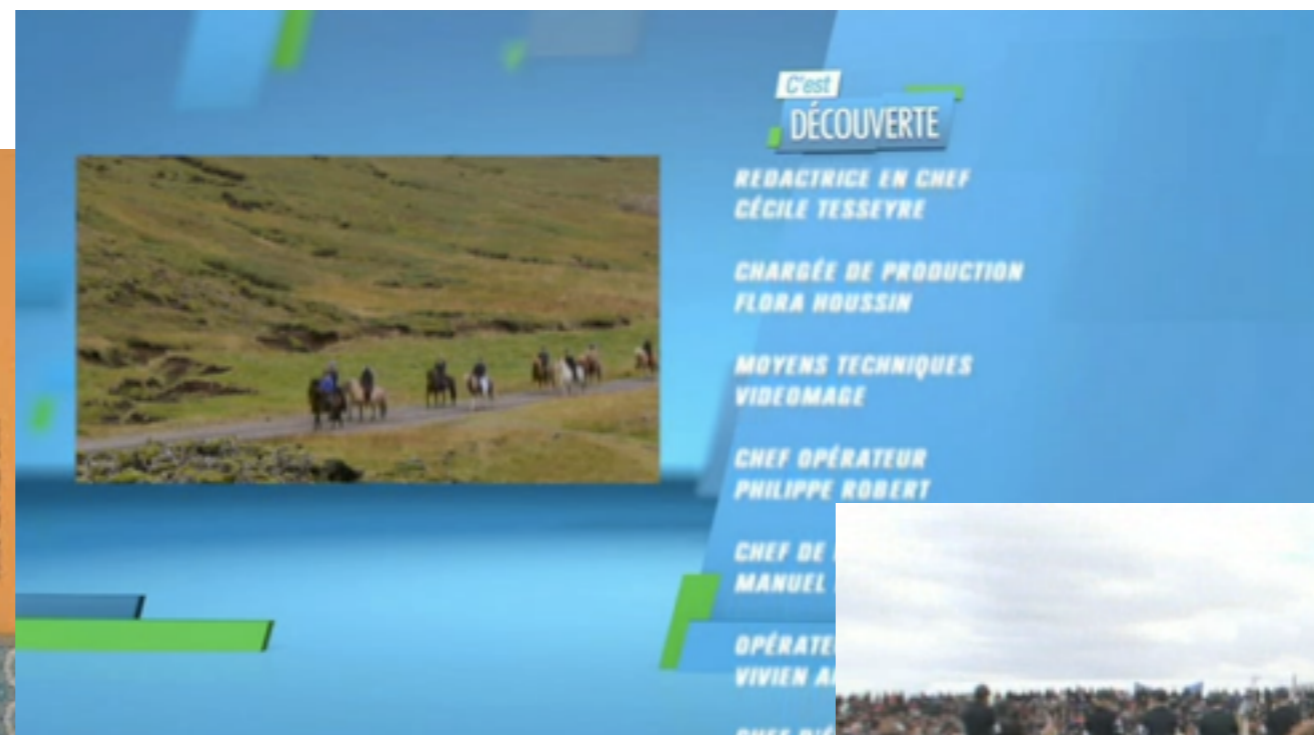 C'est
DÉCOUVERTE
REDACTRICE EN CHEF
CÉCILE TESSEYRE
CHARGÉE DE PRODUCTION
FLORA HOUSSIN
MOYENS TECHNIQUES
VIDEOMAGE
CHEF OPÉRATEUR
PHILIPPE ROBERT
CHEF DE
MANUEL
VIVIEN